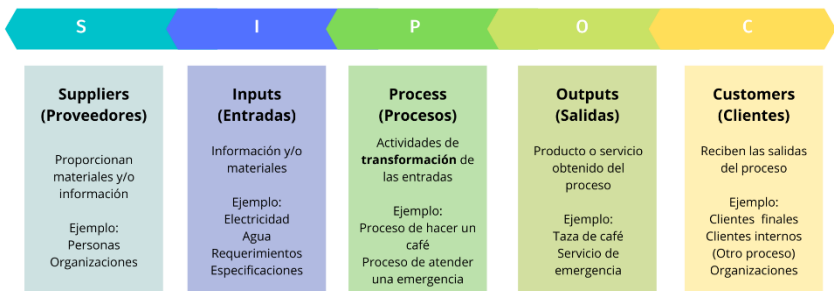 S
I
P
O
C
Suppliers
(Proveedores)
Proporcionan
materiales y/o
información
Ejemplo:
Personas
Organizaciones
Inputs
(Entradas)
Información y/o
materiales
Ejemplo:
Electricidad
Agua
Requerimientos
Especificaciones
Process
(Procesos)
Actividades de
transformación de
las entradas
Ejemplo:
Proceso de hacer un
café
Proceso de atender
una emergencia
Outputs
(Salidas)
Producto o servicio
obtenido del
proceso
Ejemplo:
Taza de café
Servicio de
emergencia
Customers
(Clientes)
Reciben las salidas
del proceso
Ejemplo:
Clientes finales
Clientes internos
(Otro proceso)
Organizaciones